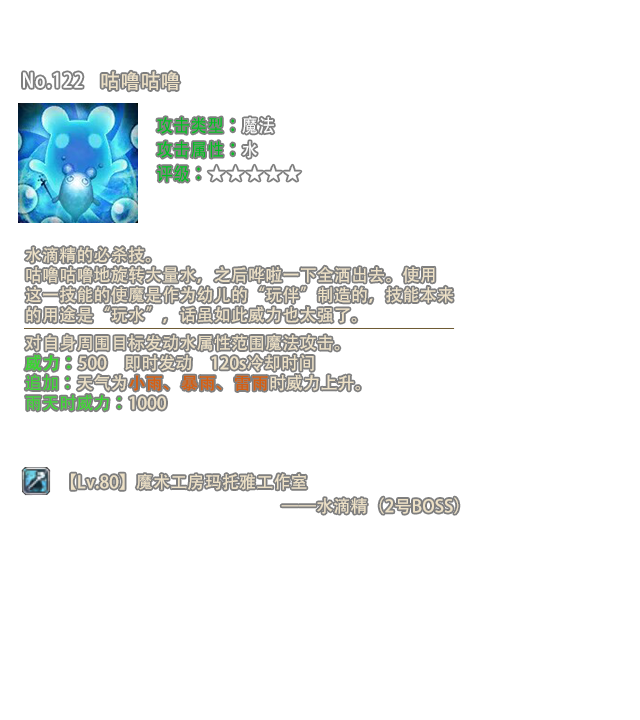 No.122 咕噜咕噜
攻击类型：魔法
攻击属性：水
评级：☆☆☆☆☆
水滴精的必杀技。
咕噜咕噜地旋转大量水，之后哗啦一下全洒出去。使用
这一技能的使魔是作为幼儿的“玩伴”制造的，技能本来
的用途是“玩水”，话虽如此威力也太强了。
对自身周围目标发动水属性范围魔法攻击。
威力：500 即时发动 120s冷却时间
追加：天气为小雨、暴雨、雷雨时威力上升。
雨天时威力：1000
【Lv.80】魔术工房玛托雅工作室
——水滴精（2号BOSS）